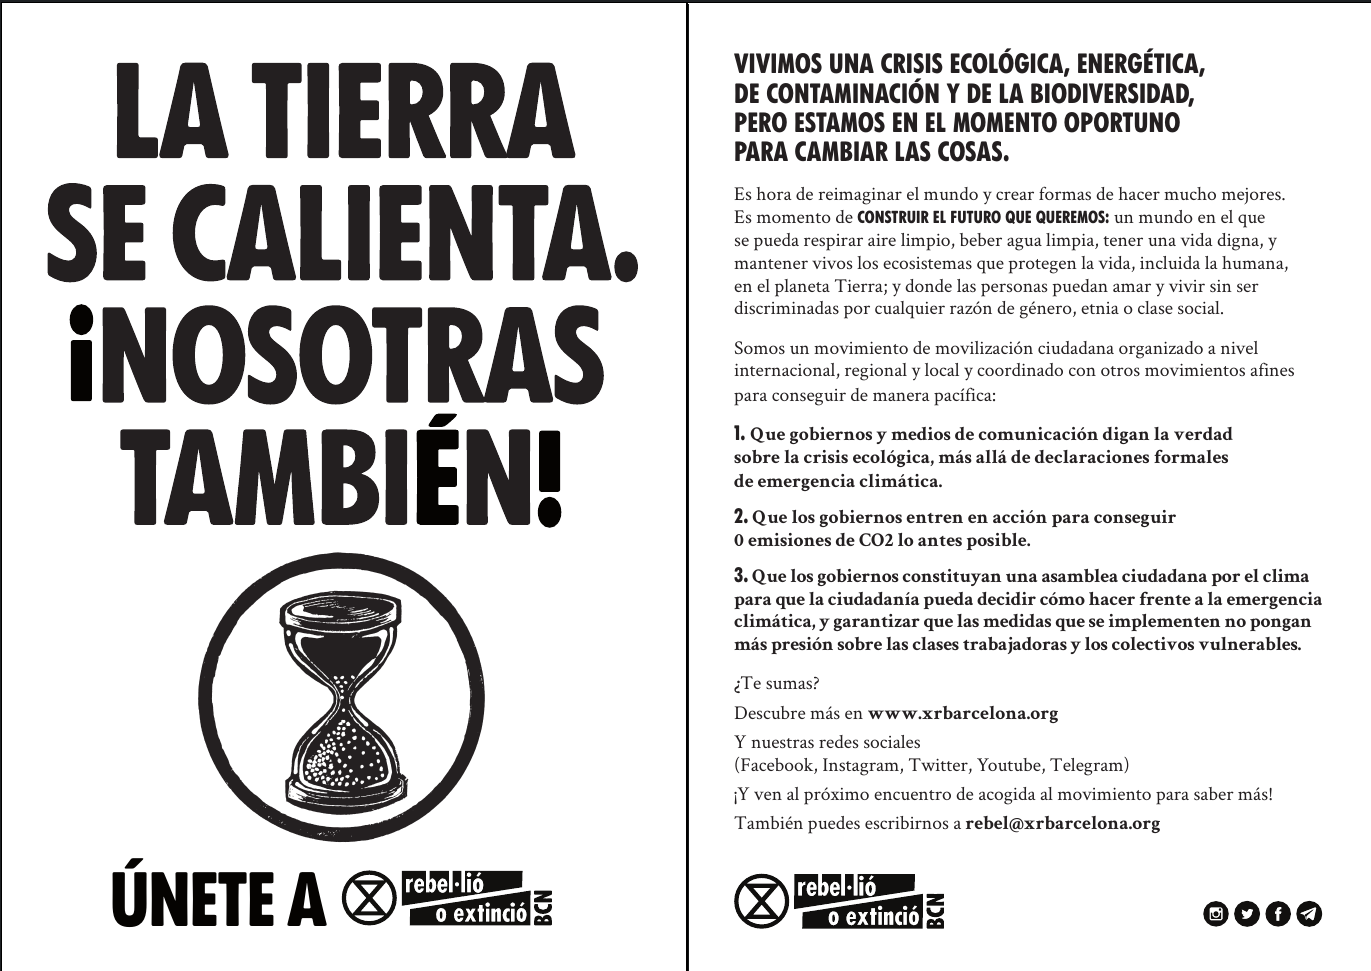 LA TIERRA
SE CALIENTA.
¡NOSOTRAS
TAMBIÉN!
ÚNETE A
rebel·lió
o extinció
BCN
VIVIMOS UNA CRISIS ECOLÓGICA, ENERGÉTICA,
DE CONTAMINACIÓN Y DE LA BIODIVERSIDAD,
PERO ESTAMOS EN EL MOMENTO OPORTUNO
PARA CAMBIAR LAS COSAS.
Es hora de reimaginar el mundo y crear formas de hacer mucho mejores.
Es momento de CONSTRUIR EL FUTURO QUE QUEREMOS: un mundo en el que
se pueda respirar aire limpio, beber agua limpia, tener una vida digna, y
mantener vivos los ecosistemas que protegen la vida, incluida la humana,
en el planeta Tierra; y donde las personas puedan amar y vivir sin ser
discriminadas por cualquier razón de género, etnia o clase social.
Somos un movimiento de movilización ciudadana organizado a nivel
internacional, regional y local y coordinado con otros movimientos afines
para conseguir de manera pacífica:
1. Que gobiernos y medios de comunicación digan la verdad
sobre la crisis ecológica, más allá de declaraciones formales
de emergencia climática.
2. Que los gobiernos entren en acción para conseguir
0 emisiones de CO2 lo antes posible.
3. Que los gobiernos constituyan una asamblea ciudadana por el clima
para que la ciudadanía pueda decidir cómo hacer frente a la emergencia
climática, y garantizar que las medidas que se implementen no pongan
más presión sobre las clases trabajadoras y los colectivos vulnerables.
¿Te sumas?
Descubre más en www.xrbarcelona.org
Y nuestras redes sociales
(Facebook, Instagram, Twitter, Youtube, Telegram)
¡Y ven al próximo encuentro de acogida al movimiento para saber más!
También puedes escribirnos a rebel@xrbarcelona.org
rebel·lió
o extinció
BCN